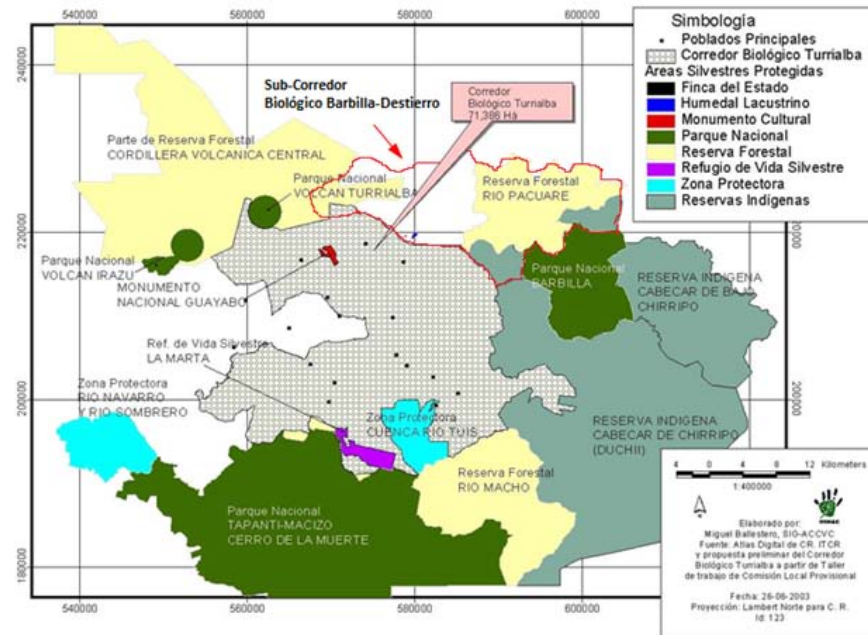 540000
560000
580000
600000
240000
220000
200000
180000
Simbología
Poblados Principales
Corredor Biológico Turrialba
Areas Silvestres Protegidas
Finca del Estado
Humedal Lacustrino
Monumento Cultural
Parque Nacional
Reserva Forestal
Refugio de Vida Silvestre
Zona Protectora
Reservas Indígenas
Sub-Corredor
Biológico Barbilla-Destierro
Corredor
Biológico Turrialba
71,386 Há
Parte de Reserva Forestal
CORDILLERA VOLCANICA CENTRAL
Parque Nacional
VOLCAN TURRIALBA
Reserva Forestal
RIO PACUARE
Parque Nacional
VOLCAN IRAZU
MONUMENTO
NACIONAL GUAYABO
Parque Nacional
BARBILLA
RESERVA INDIGENA
CABECAR DE BAJO
CHIRRIPO
Ref. de Vida Silvestre
LA MARTA
Zona Protectora
RIO NAVARRO
Y RIO SOMBRERO
Zona Protectora
CUENCA RIO TUIS
200000
RESERVA INDIGENA
CABECAR DE CHIRRIPO
(DUCHII)
Reserva Forestal
RIO MACHO
Parque Nacional
TAPANTI-MACIZO
CERRO DE LA MUERTE
4 0 4 8 12 Kilometers
1:400000
Elaborado por:
Miguel Ballestero, SIG-ACCVC
Fuente: Atlas Digital de CR. ITCR
y propuesta preliminar del Corredor
Biológico Turrialba a partir de Taller
de trabajo de Comisión Local Provisional
Fecha: 26-06-2003
Proyección: Lambert Norte para C. R.
Id: 123
540000
560000
580000
600000